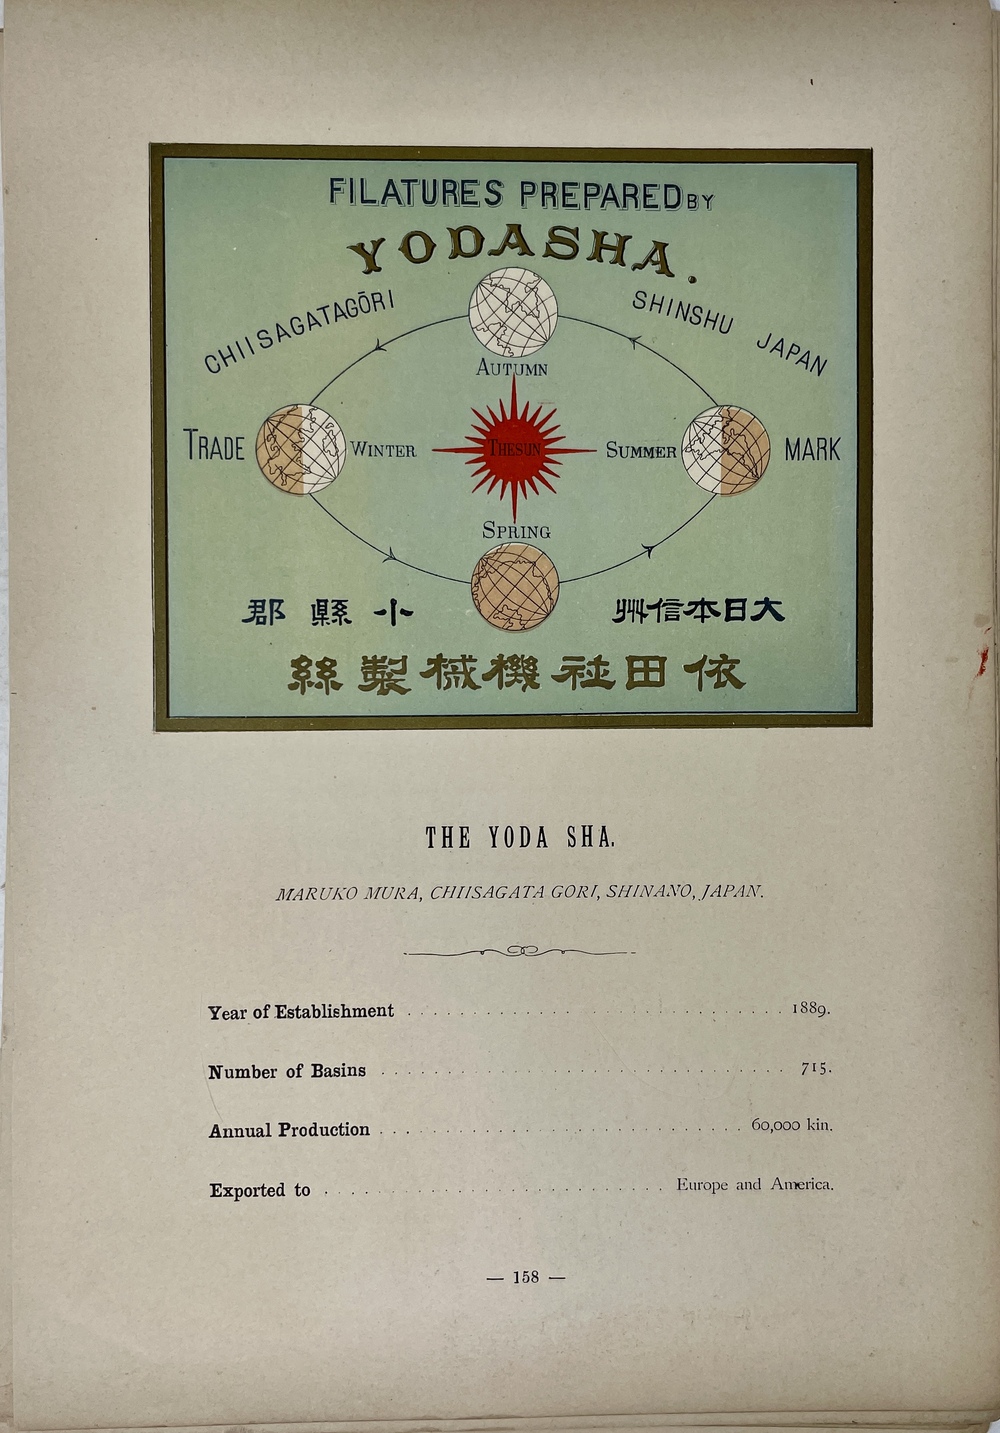 FILATURES PREPARED BY
YODASHA.
CHIISAGATAGŌRI
SHINSHU JAPAN
AUTUMN
TRADE
WINTER
THE SUN
SUMMER
MARK
SPRING
大日本信州
小縣郡
依田社機械製絲
THE YODA SHA.
MARUKO MURA, CHIISAGATA GORI, SHINANO, JAPAN.
Year of Establishment . . . . . . . . . . . . . . . . . . . . . . . . . . . . 1889.
Number of Basins . . . . . . . . . . . . . . . . . . . . . . . . . . . . . . 715.
Annual Production . . . . . . . . . . . . . . . . . . . . . . . . . . . 60,000 kin.
Exported to . . . . . . . . . . . . . . . . . . . . . . . . . . Europe and America.
— 158 —